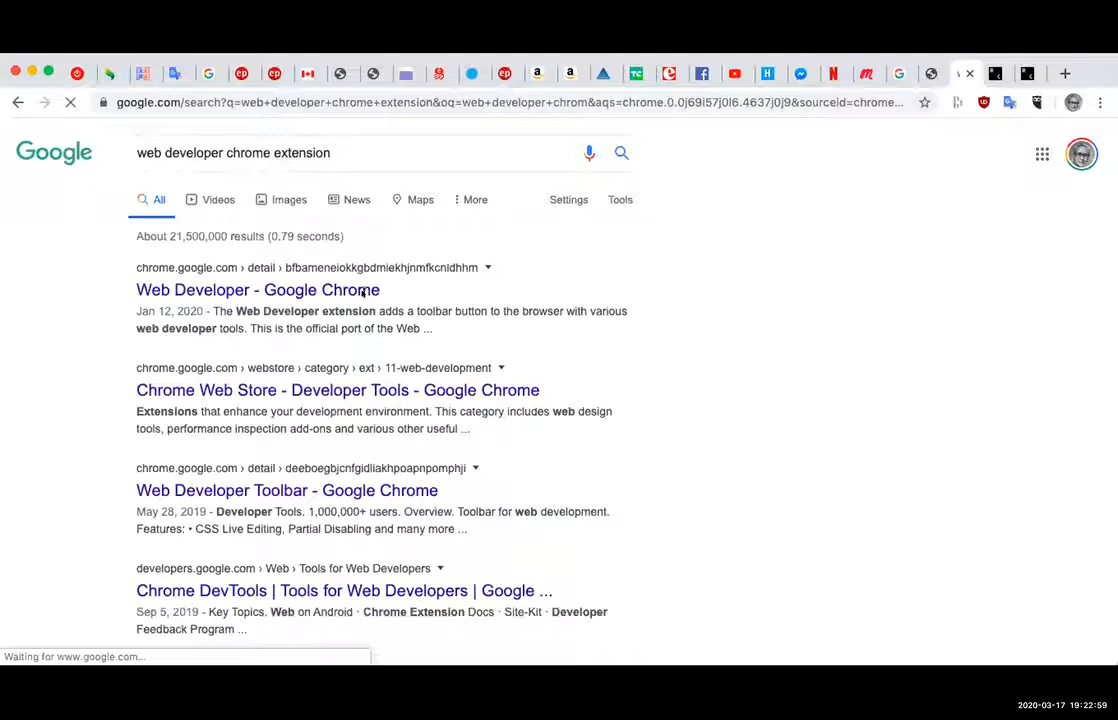 google.com/search?q=web+developer+chrome+extension&oq=web+developer+chrom&aqs=chrome.0.0j69i57j0l6.4637j0j9&sourceid=chrome...
Google
web developer chrome extension
All
Videos
Images
News
Maps
More
Settings
Tools
About 21,500,000 results (0.79 seconds)
chrome.google.com › detail › bfbameneiokkgbdmiekhjnmfkcnldhhm
Web Developer - Google Chrome
Jan 12, 2020 - The Web Developer extension adds a toolbar button to the browser with various
web developer tools. This is the official port of the Web ...
chrome.google.com › webstore › category › ext › 11-web-development
Chrome Web Store - Developer Tools - Google Chrome
Extensions that enhance your development environment. This category includes web design
tools, performance inspection add-ons and various other useful ...
chrome.google.com › detail › deeboegbjcnfgidliakhpoapnpomphji
Web Developer Toolbar - Google Chrome
May 28, 2019 - Developer Tools. 1,000,000+ users. Overview. Toolbar for web development.
Features: • CSS Live Editing, Partial Disabling and many more ...
developers.google.com › Web › Tools for Web Developers
Chrome DevTools | Tools for Web Developers | Google ...
Sep 5, 2019 - Key Topics. Web on Android · Chrome Extension Docs · Site-Kit · Developer
Feedback Program ...
Waiting for www.google.com...
2020-03-17 19:22:59